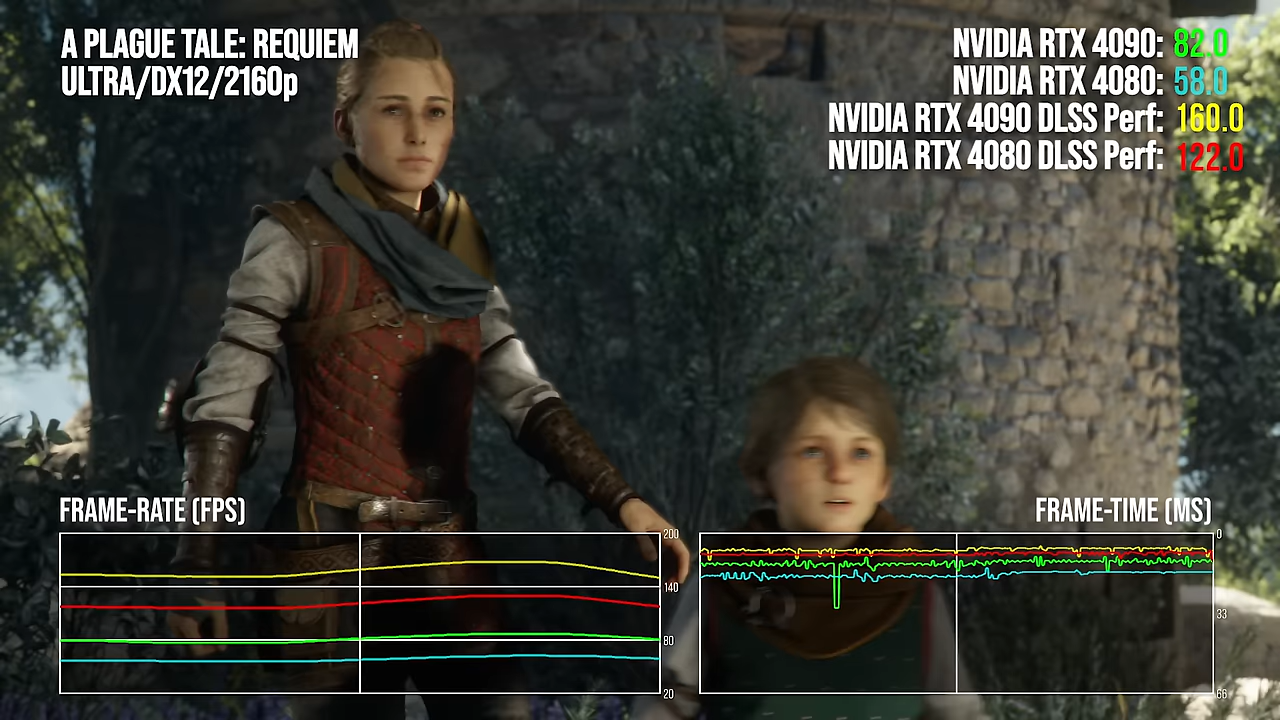 A PLAGUE TALE: REQUIEM
ULTRA/DX12/2160p
NVIDIA RTX 4090: 82.0
NVIDIA RTX 4080: 58.0
NVIDIA RTX 4090 DLSS Perf: 160.0
NVIDIA RTX 4080 DLSS Perf: 122.0
FRAME-RATE (FPS)
200
140
80
20
FRAME-TIME (MS)
0
33
66